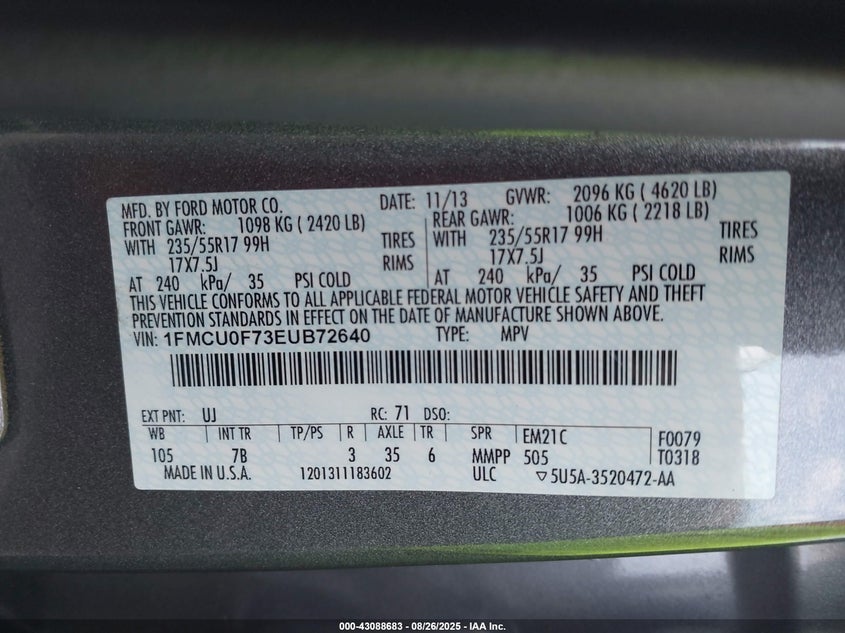 MFD. BY FORD MOTOR CO. DATE: 11/13 GVWR: 2096 KG ( 4620 LB)
FRONT GAWR: 1098 KG ( 2420 LB) REAR GAWR: 1006 KG ( 2218 LB)
WITH 235/55R17 99H TIRES WITH 235/55R17 99H TIRES
17X7.5J RIMS 17X7.5J RIMS
AT 240 kPa/ 35 PSI COLD AT 240 kPa/ 35 PSI COLD
THIS VEHICLE CONFORMS TO ALL APPLICABLE FEDERAL MOTOR VEHICLE SAFETY AND THEFT
PREVENTION STANDARDS IN EFFECT ON THE DATE OF MANUFACTURE SHOWN ABOVE.
VIN: 1FMCU0F73EUB72640 TYPE: MPV
EXT PNT: UJ RC: 71 DSO:
WB INT TR TP/PS R AXLE TR SPR EM21C F0079
105 7B 3 35 6 MMPP 505 T0318
MADE IN U.S.A. 1201311183602 ULC ▽5U5A-3520472-AA
000-43088683 - 08/26/2025 - IAA Inc.